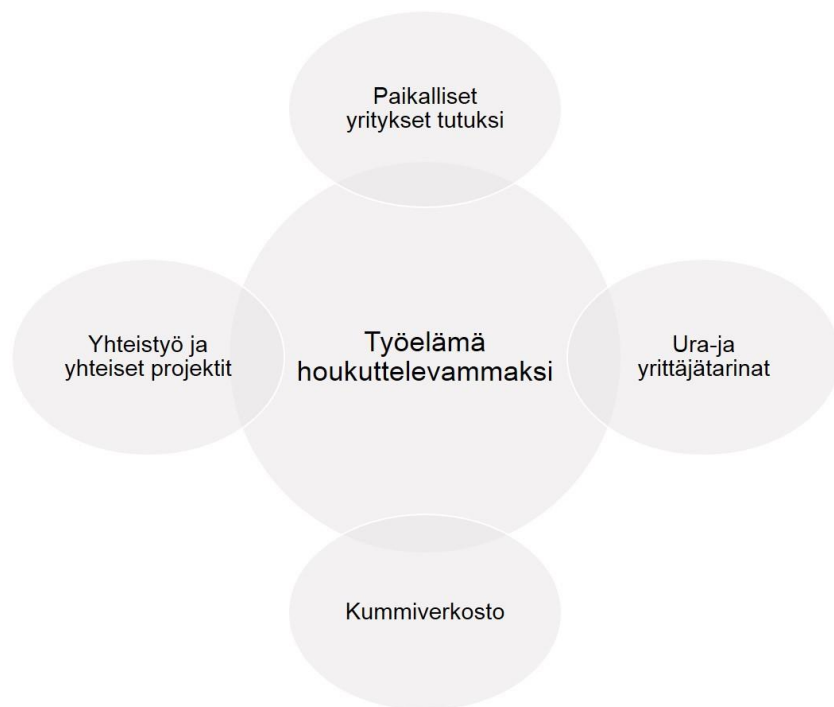 Paikalliset
yritykset tutuksi
Yhteistyö ja
yhteiset projektit
Työelämä
houkuttelevammaksi
Ura-ja
yrittäjätarinat
Kummiverkosto